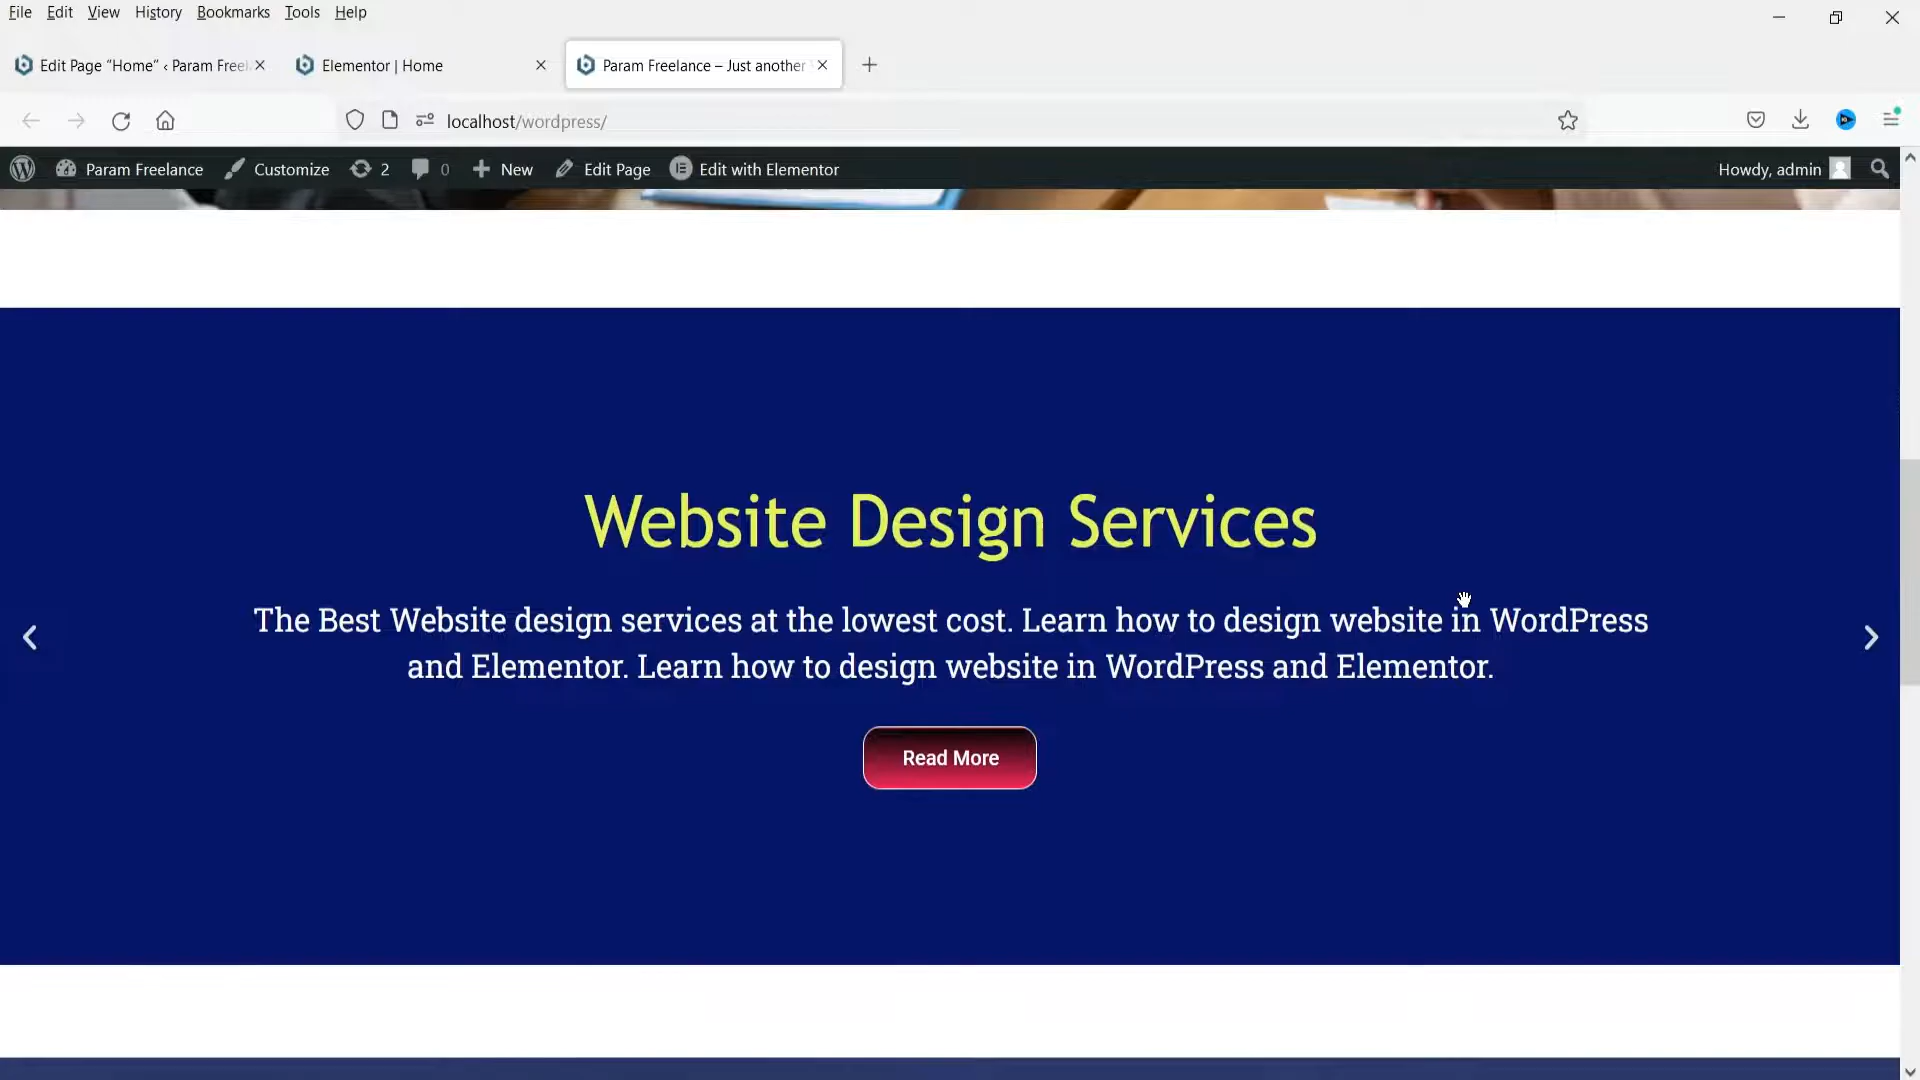 File Edit View History Bookmarks Tools Help
Edit Page "Home" ‹ Param Freel
Elementor | Home
Param Freelance – Just another
localhost/wordpress/
Param Freelance Customize 2 0 New Edit Page Edit with Elementor Howdy, admin
Website Design Services
The Best Website design services at the lowest cost. Learn how to design website in WordPress
and Elementor. Learn how to design website in WordPress and Elementor.
Read More